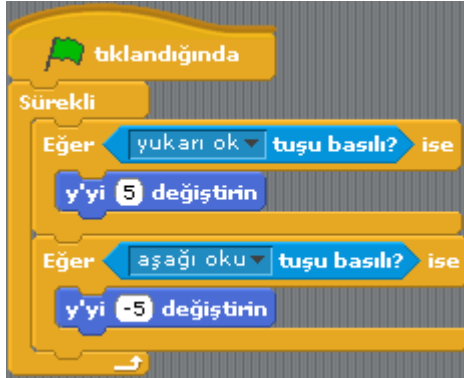 tıklandığında
Sürekli
Eğer yukarı ok tuşu basılı? ise
y'yi 5 değiştirin
Eğer aşağı oku tuşu basılı? ise
y'yi -5 değiştirin